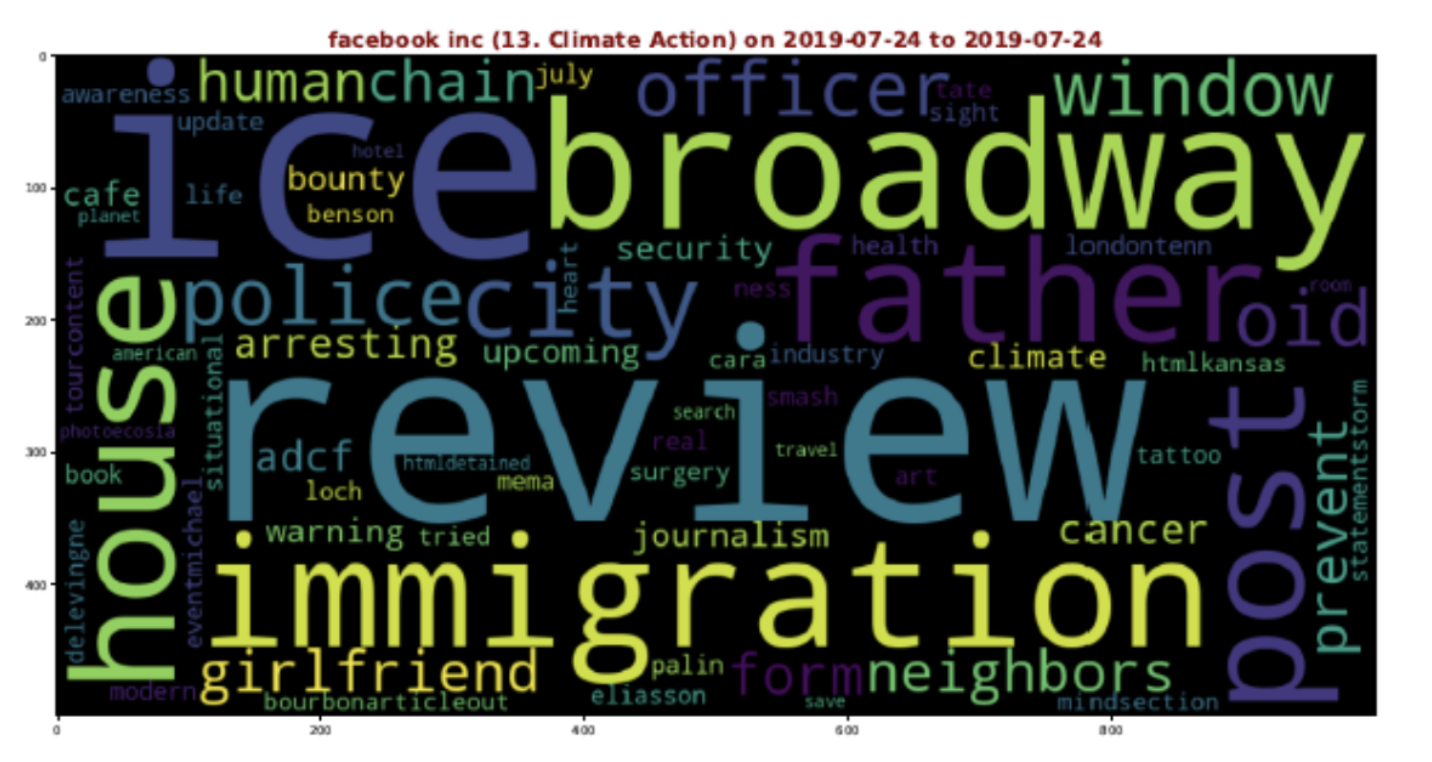 facebook inc (13. Climate Action) on 2019-07-24 to 2019-07-24
0
100
200
300
400
0
200
400
600
800
awareness
human
chain
july
officer
tate
sight
window
update
ice
hotel
broadway
cafe
planet
life
bounty
benson
heart
security
health
londontenn
father
room
oid
ness
police
city
house
tourcontent
american
situational
arresting
upcoming
cara
industry
climate
htmlkansas
review
smash
search
real
travel
photoecosia
book
adcf
htmldetained
loch
mema
surgery
art
tattoo
post
prevent
statementstorm
delevingne
eventmichael
warning
tried
journalism
cancer
immigration
girlfriend
palin
form
neighbors
modern
bourbonarticleout
eliasson
save
mindsection